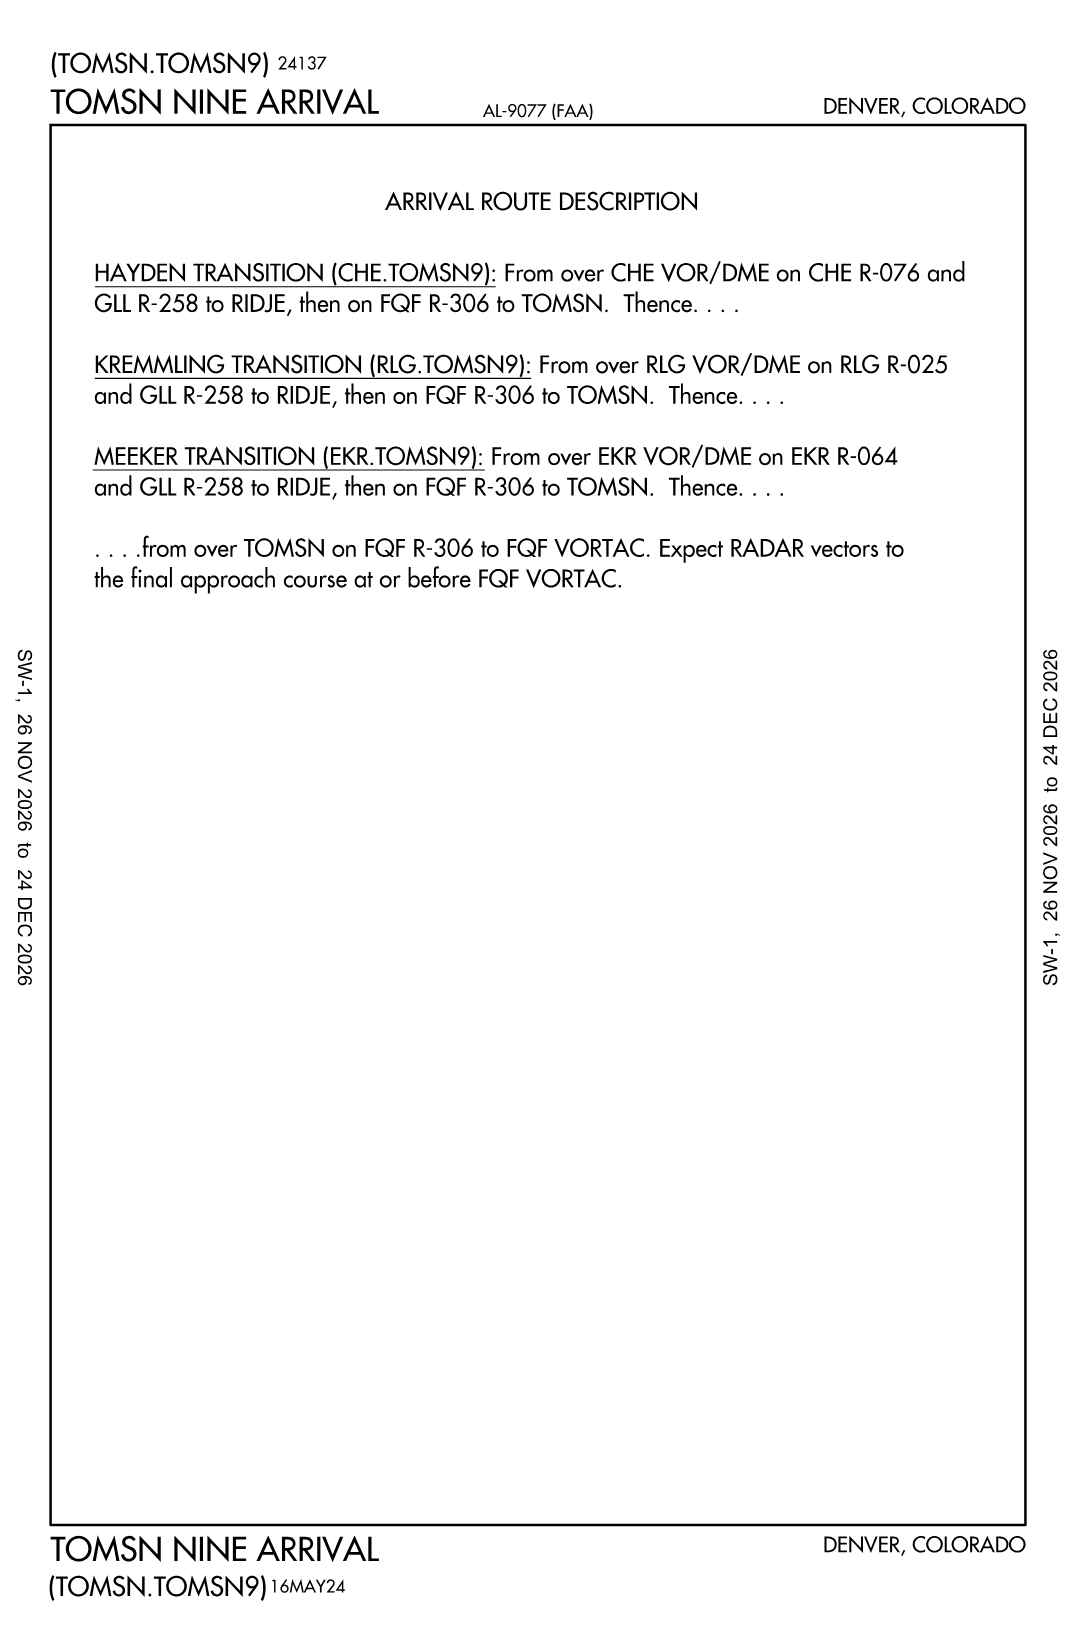 (TOMSN.TOMSN9) 24137
TOMSN NINE ARRIVAL
AL-9077 (FAA)
DENVER, COLORADO
ARRIVAL ROUTE DESCRIPTION
HAYDEN TRANSITION (CHE.TOMSN9): From over CHE VOR/DME on CHE R-076 and
GLL R-258 to RIDJE, then on FQF R-306 to TOMSN. Thence. . . .
KREMMLING TRANSITION (RLG.TOMSN9): From over RLG VOR/DME on RLG R-025
and GLL R-258 to RIDJE, then on FQF R-306 to TOMSN. Thence. . . .
MEEKER TRANSITION (EKR.TOMSN9): From over EKR VOR/DME on EKR R-064
and GLL R-258 to RIDJE, then on FQF R-306 to TOMSN. Thence. . . .
. . . .from over TOMSN on FQF R-306 to FQF VORTAC. Expect RADAR vectors to
the final approach course at or before FQF VORTAC.
SW-1, 26 NOV 2026 to 24 DEC 2026
SW-1, 26 NOV 2026 to 24 DEC 2026
TOMSN NINE ARRIVAL
DENVER, COLORADO
(TOMSN.TOMSN9) 16MAY24